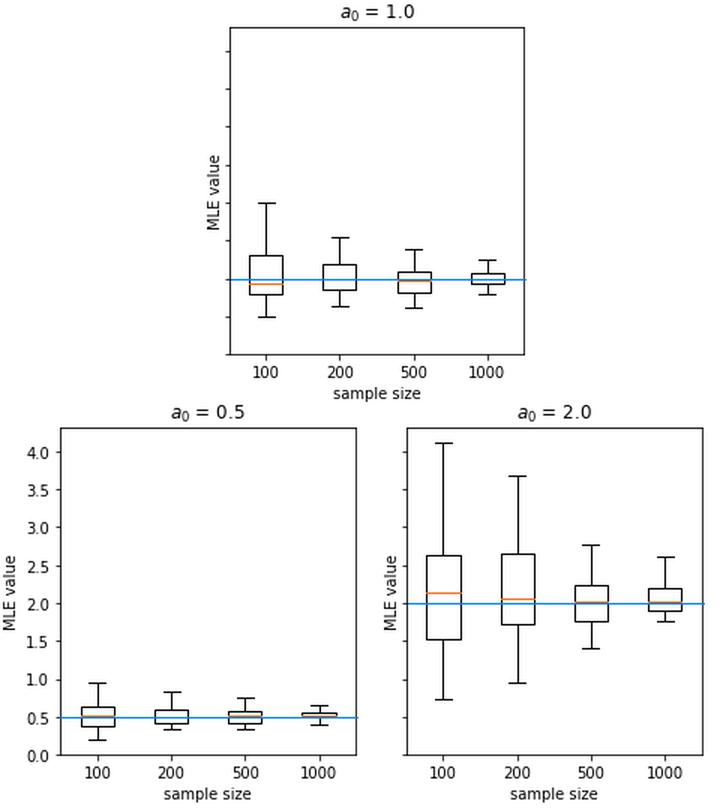 a₀ = 1.0
MLE value
100 200 500 1000
sample size
a₀ = 0.5
4.0
3.5
3.0
2.5
2.0
1.5
1.0
0.5
0.0
MLE value
100 200 500 1000
sample size
a₀ = 2.0
MLE value
100 200 500 1000
sample size